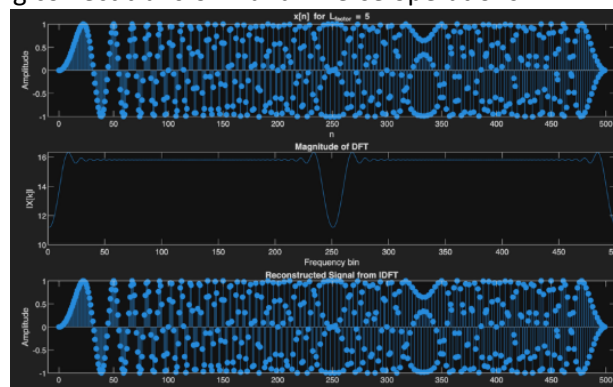 x[n] for L_factor = 5
1
0.5
0
-0.5
-1
Amplitude
0 50 100 150 200 250 300 350 400 450 500
n
Magnitude of DFT
16
14
12
10
|X[k]|
0 50 100 150 200 250 300 350 400 450
Frequency bin
Reconstructed Signal from IDFT
1
0.5
0
-0.5
-1
Amplitude
0 50 100 150 200 250 300 350 400 450 500
n